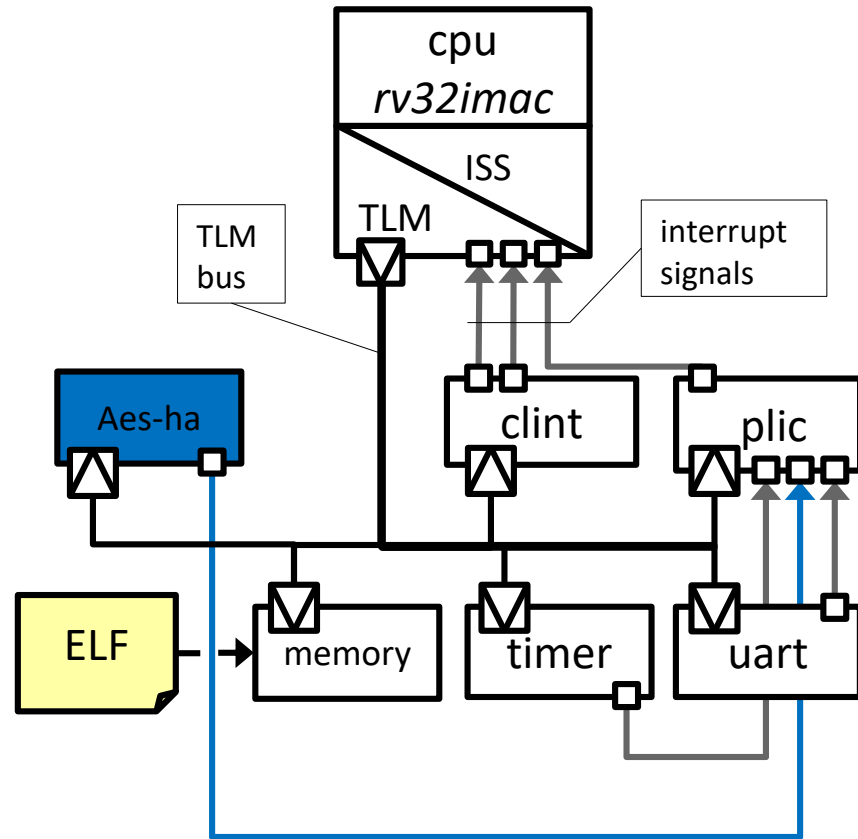 cpu
rv32imac
ISS
TLM
TLM
bus
interrupt
signals
Aes-ha
clint
plic
ELF
memory
timer
uart